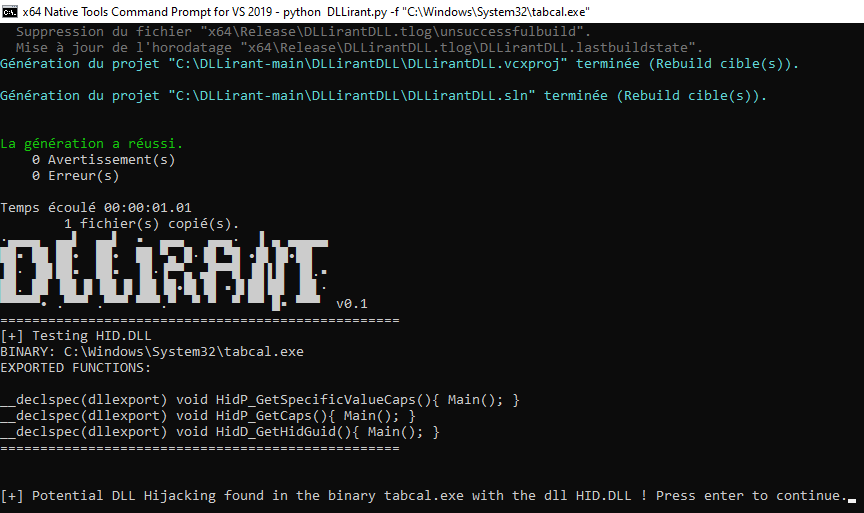 x64 Native Tools Command Prompt for VS 2019 - python  DLLirant.py -f "C:\Windows\System32\tabcal.exe"
Suppression du fichier "x64\Release\DLLirantDLL.tlog\unsuccessfulbuild".
Mise à jour de l'horodatage "x64\Release\DLLirantDLL.tlog\DLLirantDLL.lastbuildstate".
Génération du projet "C:\DLLirant-main\DLLirantDLL\DLLirantDLL.vcxproj" terminée (Rebuild cible(s)).
Génération du projet "C:\DLLirant-main\DLLirantDLL\DLLirantDLL.sln" terminée (Rebuild cible(s)).
La génération a réussi.
0 Avertissement(s)
0 Erreur(s)
Temps écoulé 00:00:01.01
1 fichier(s) copié(s).
DLLIRANT
v0.1
==================================================
[+] Testing HID.DLL
BINARY: C:\Windows\System32\tabcal.exe
EXPORTED FUNCTIONS:
__declspec(dllexport) void HidP_GetSpecificValueCaps(){ Main(); }
__declspec(dllexport) void HidP_GetCaps(){ Main(); }
__declspec(dllexport) void HidD_GetHidGuid(){ Main(); }
==================================================
[+] Potential DLL Hijacking found in the binary tabcal.exe with the dll HID.DLL ! Press enter to continue.